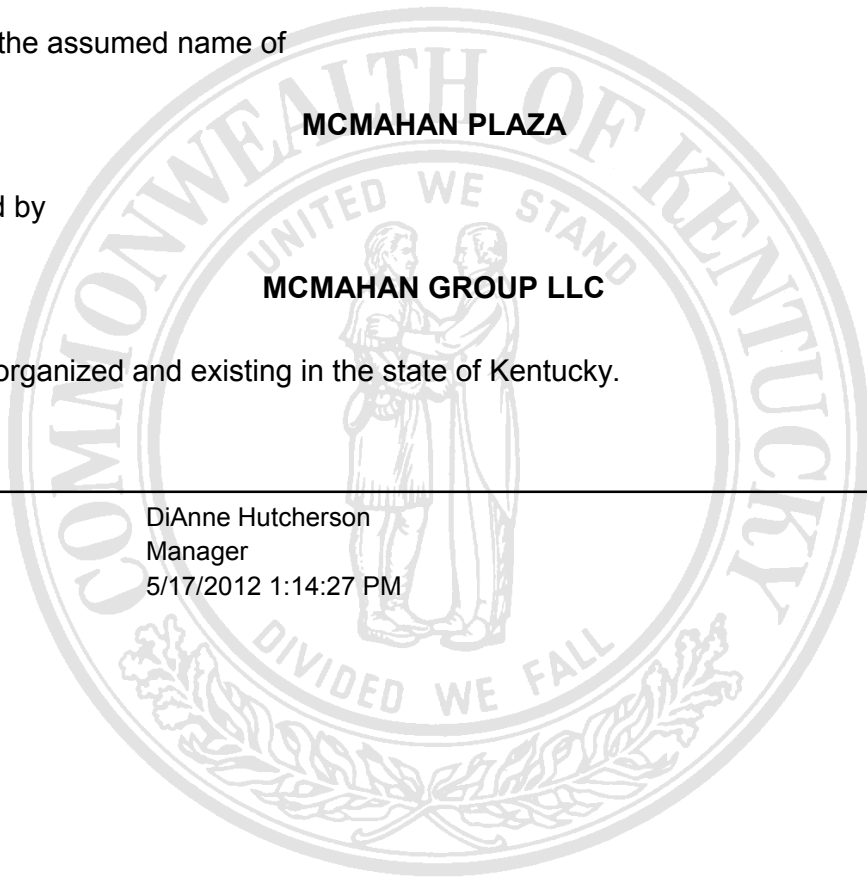 the assumed name of
MCMAHAN PLAZA
d by
MCMAHAN GROUP LLC
organized and existing in the state of Kentucky.
DiAnne Hutcherson
Manager
5/17/2012 1:14:27 PM
COMMONWEALTH OF KENTUCKY
UNITED WE STAND
DIVIDED WE FALL